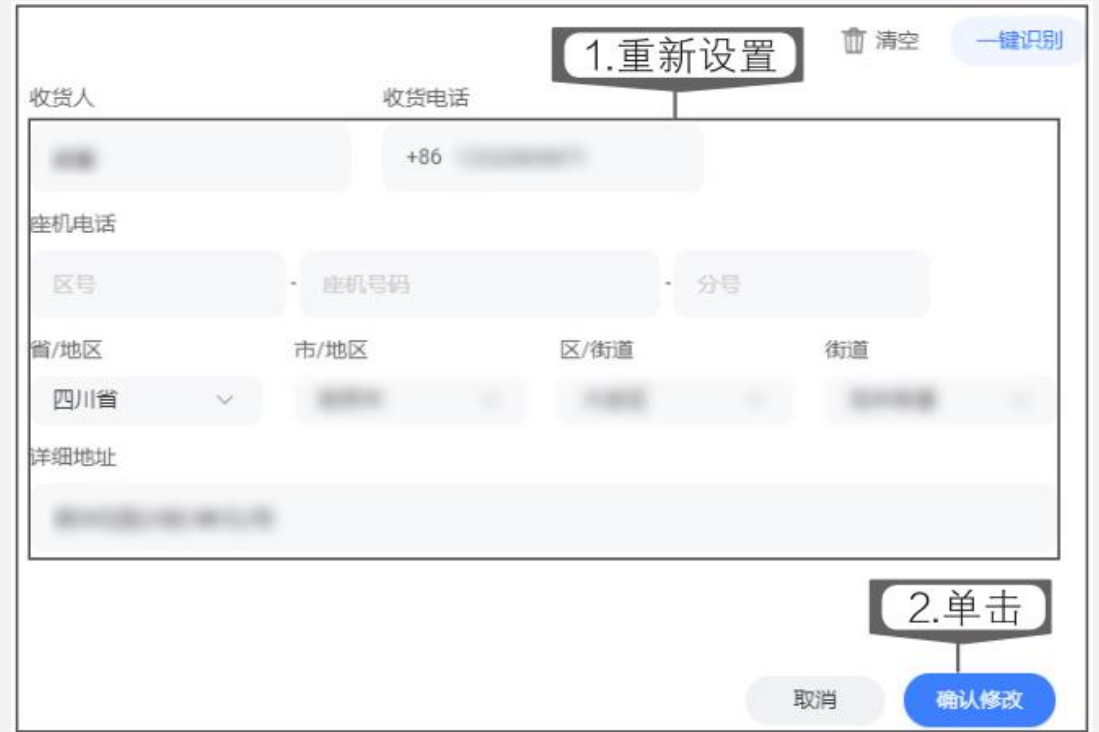 1.重新设置
清空
一键识别
收货人 收货电话
+86
座机电话
区号 - 座机号码 - 分号
省/地区 市/地区 区/街道 街道
四川省
详细地址
2.单击
取消 确认修改